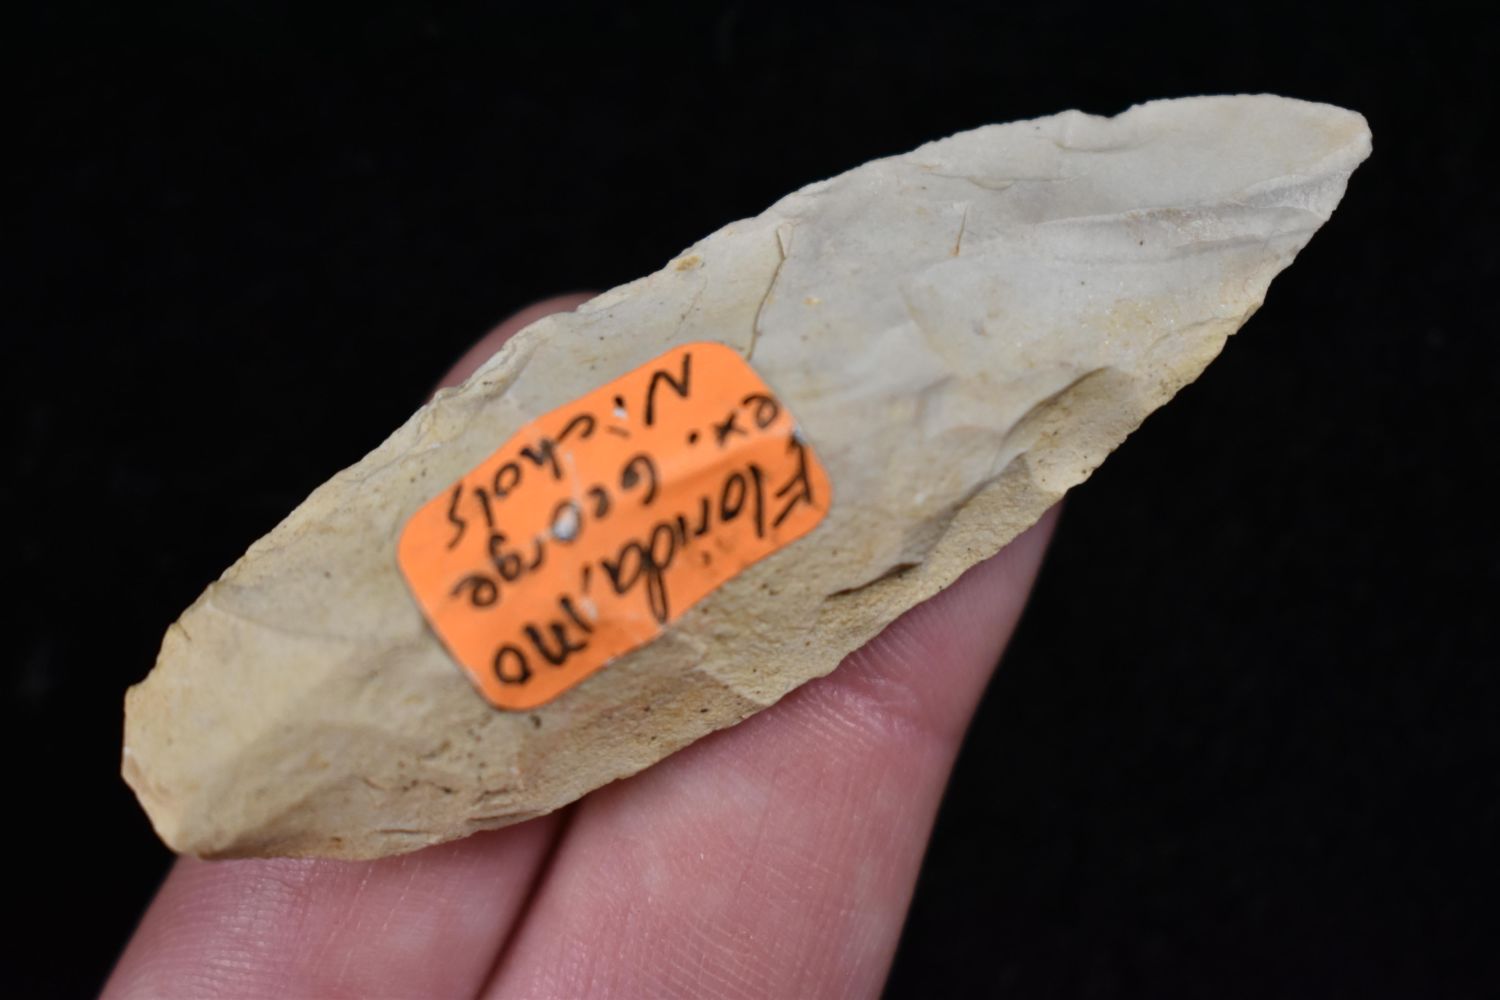 Florida, MO
ex. George
Nichols